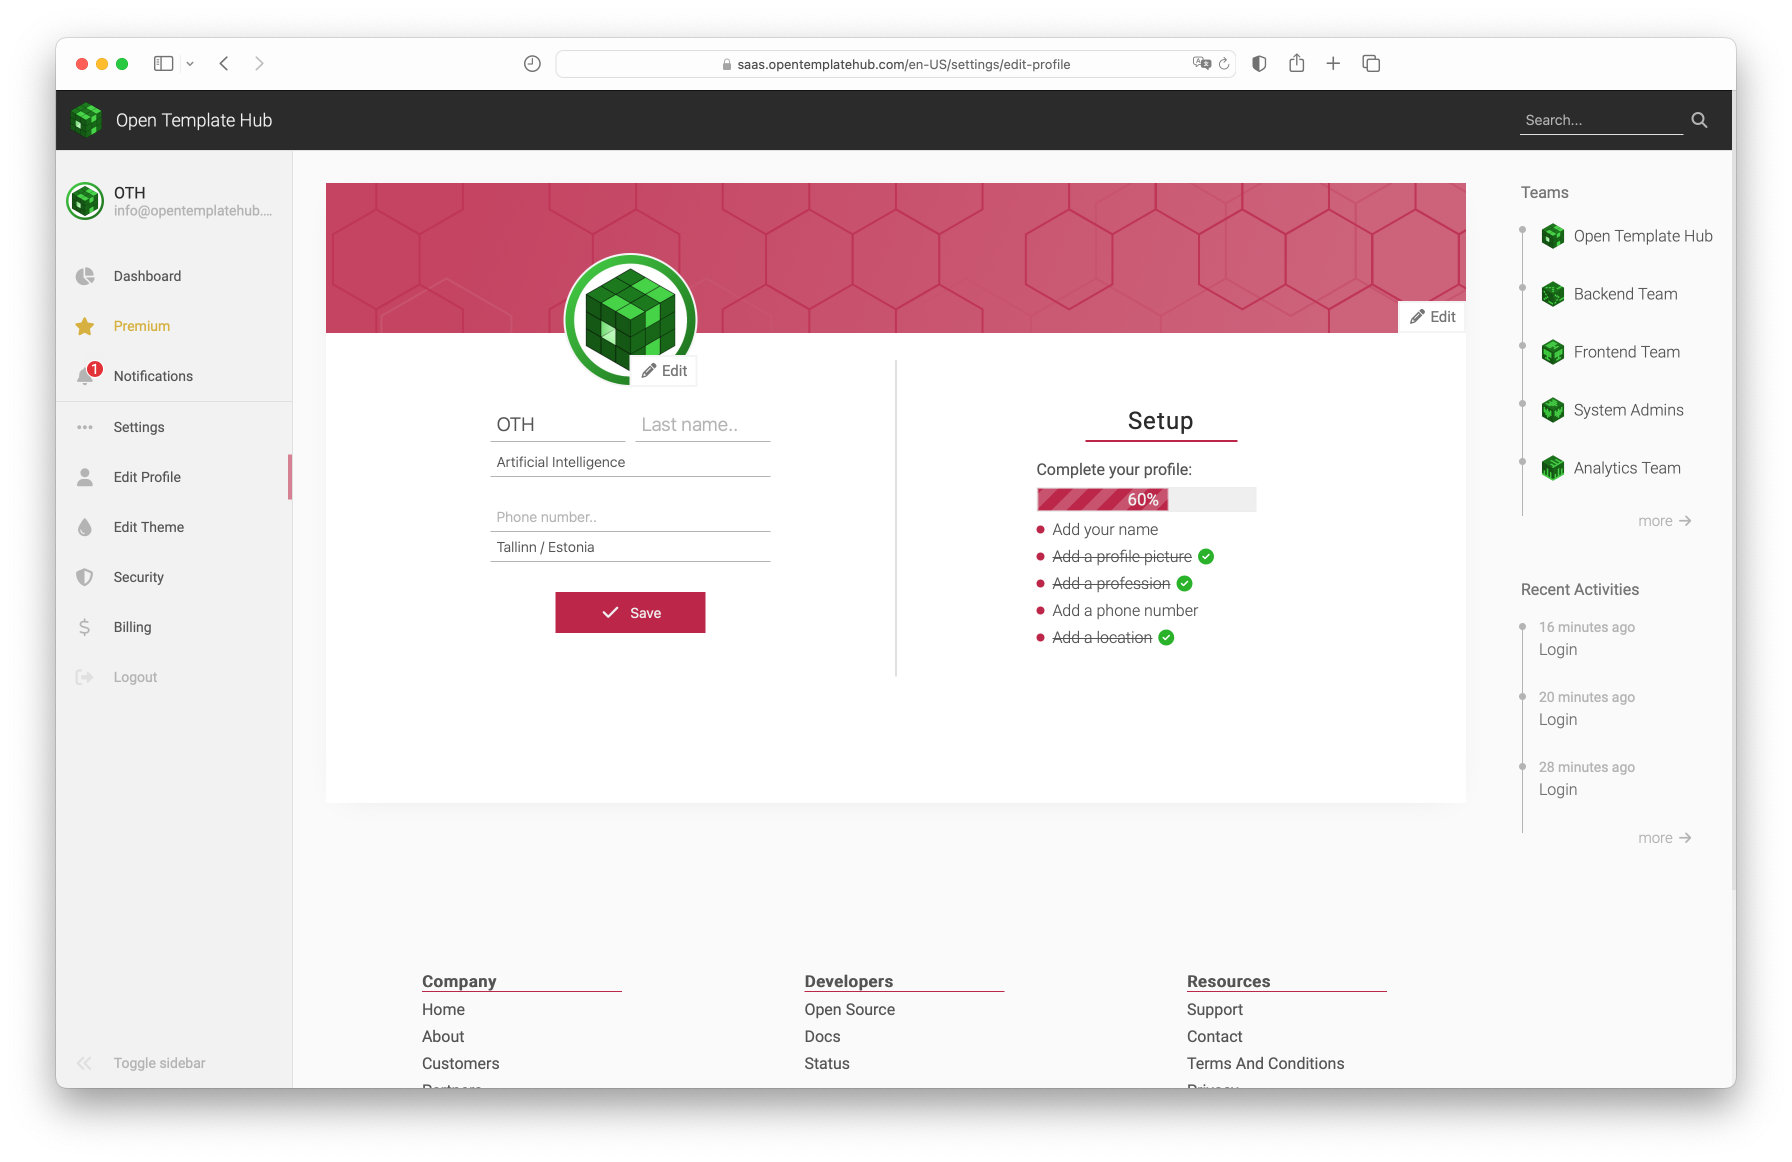 saas.opentemplatehub.com/en-US/settings/edit-profile
Open Template Hub
Search...
OTH
info@opentemplatehub....
Dashboard
Premium
1
Notifications
Settings
Edit Profile
Edit Theme
Security
Billing
Logout
Toggle sidebar
Edit
Edit
OTH
Last name..
Artificial Intelligence
Phone number..
Tallinn / Estonia
Save
Setup
Complete your profile:
60%
Add your name
Add a profile picture
Add a profession
Add a phone number
Add a location
Teams
Open Template Hub
Backend Team
Frontend Team
System Admins
Analytics Team
more
Recent Activities
16 minutes ago
Login
20 minutes ago
Login
28 minutes ago
Login
more
Company
Home
About
Customers
Partners
Developers
Open Source
Docs
Status
Resources
Support
Contact
Terms And Conditions
Privacy